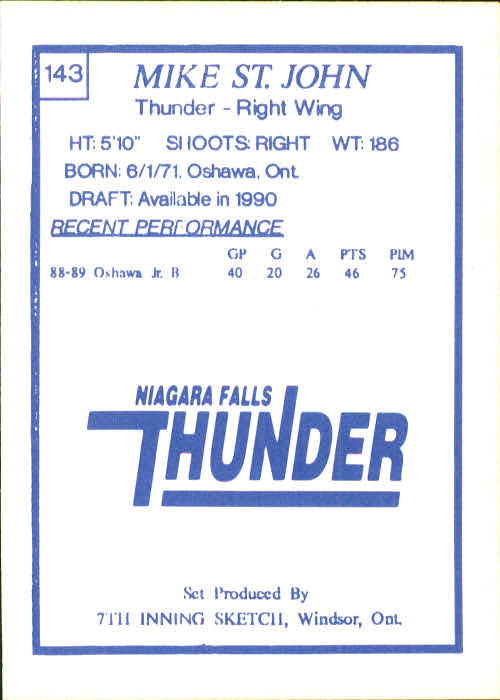 143
MIKE ST. JOHN
Thunder - Right Wing
HT: 5'10" SHOOTS: RIGHT WT: 186
BORN: 6/1/71, Oshawa, Ont.
DRAFT: Available in 1990
RECENT PERFORMANCE
GP G A PTS PIM
88-89 Oshawa Jr. B 40 20 26 46 75
NIAGARA FALLS
THUNDER
Set Produced By
7TH INNING SKETCH, Windsor, Ont.